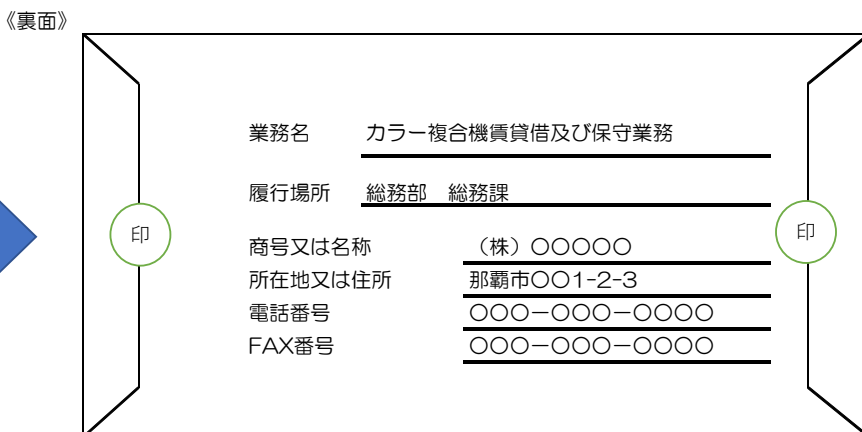 《裏面》
業務名 カラー複合機賃貸借及び保守業務
履行場所 総務部 総務課
印 印
商号又は名称 （株）〇〇〇〇〇
所在地又は住所 那覇市〇〇1-2-3
電話番号 〇〇〇－〇〇〇－〇〇〇〇
FAX番号 〇〇〇－〇〇〇－〇〇〇〇